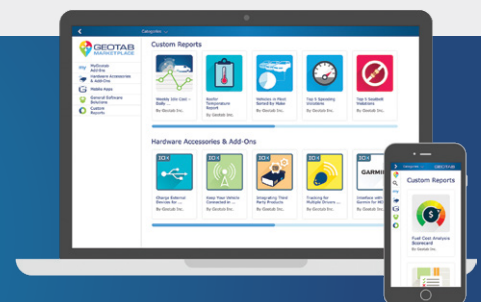 Categories
GEOTAB
MARKETPLACE
my MyGeotab
Add-Ins
Hardware Accessories
& Add-Ons
Mobile Apps
General Software
Solutions
Custom
Reports
Custom Reports
Weekly Idle Cost -
Daily ...
By Geotab Inc.
Reefer
Temperature
Report
By Geotab Inc.
Vehicles in Fleet
Sorted by Make
By Geotab Inc.
Top 5 Speeding
Violations
By Geotab Inc.
Top 5 Seatbelt
Violations
By Geotab Inc.
Hardware Accessories & Add-Ons
IOX
Charge External
Devices for ...
By Geotab Inc.
IOX
Keep Your Vehicle
Connected in ...
By Geotab Inc.
IOX
Integrating Third
Party Products
By Geotab Inc.
IOX
Tracking for
Multiple Drivers ...
By Geotab Inc.
IOX
GARMI
Interface with
Garmin for
By Geotab Inc.
Custom Reports
$
Fuel Cost Analysis
Scorecard
By Geotab Inc.